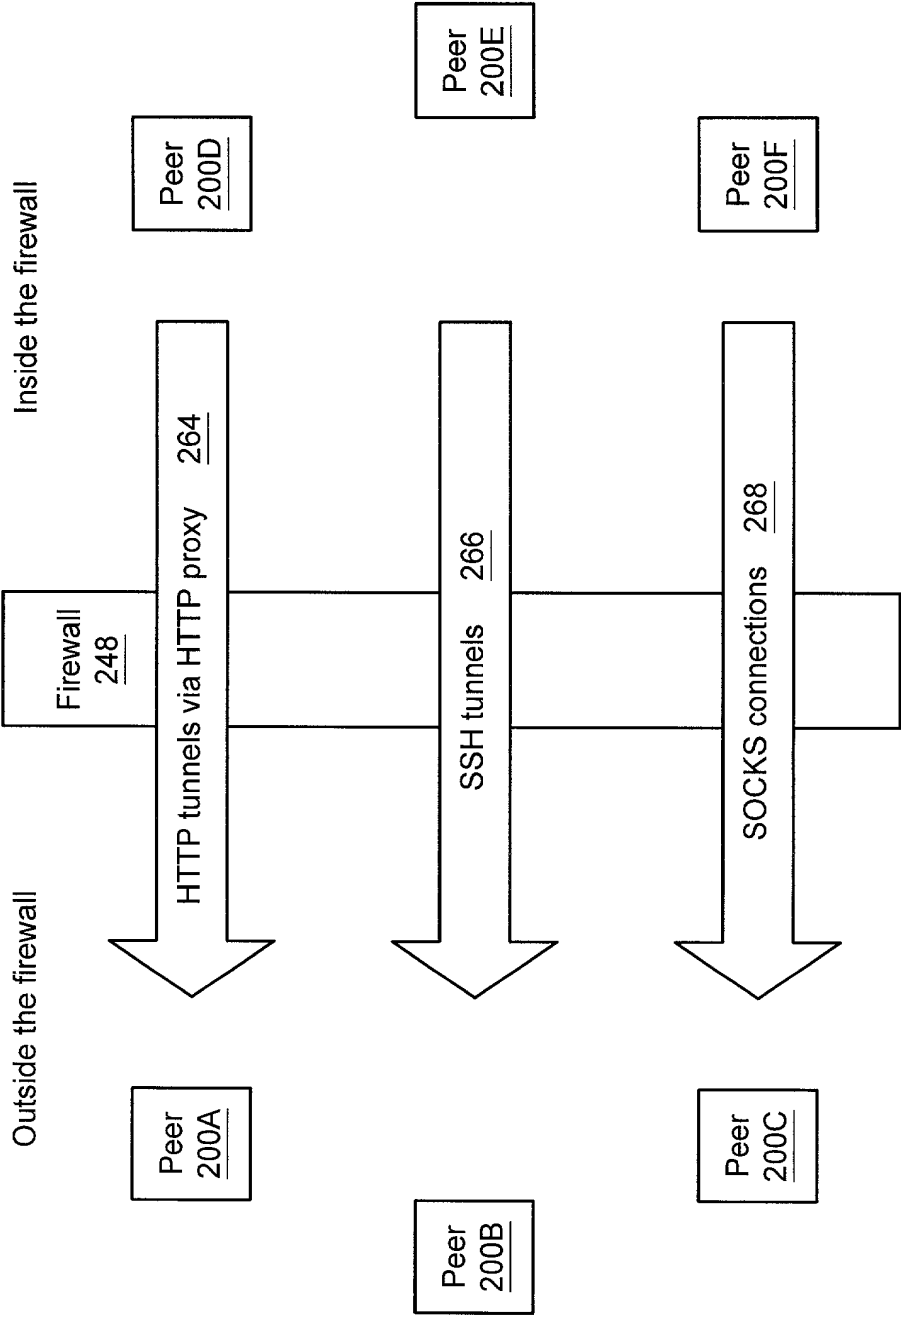 Outside the firewall
Inside the firewall
Firewall
248
Peer
200A
HTTP tunnels via HTTP proxy 264
Peer
200D
Peer
200B
SSH tunnels 266
Peer
200E
Peer
200C
SOCKS connections 268
Peer
200F